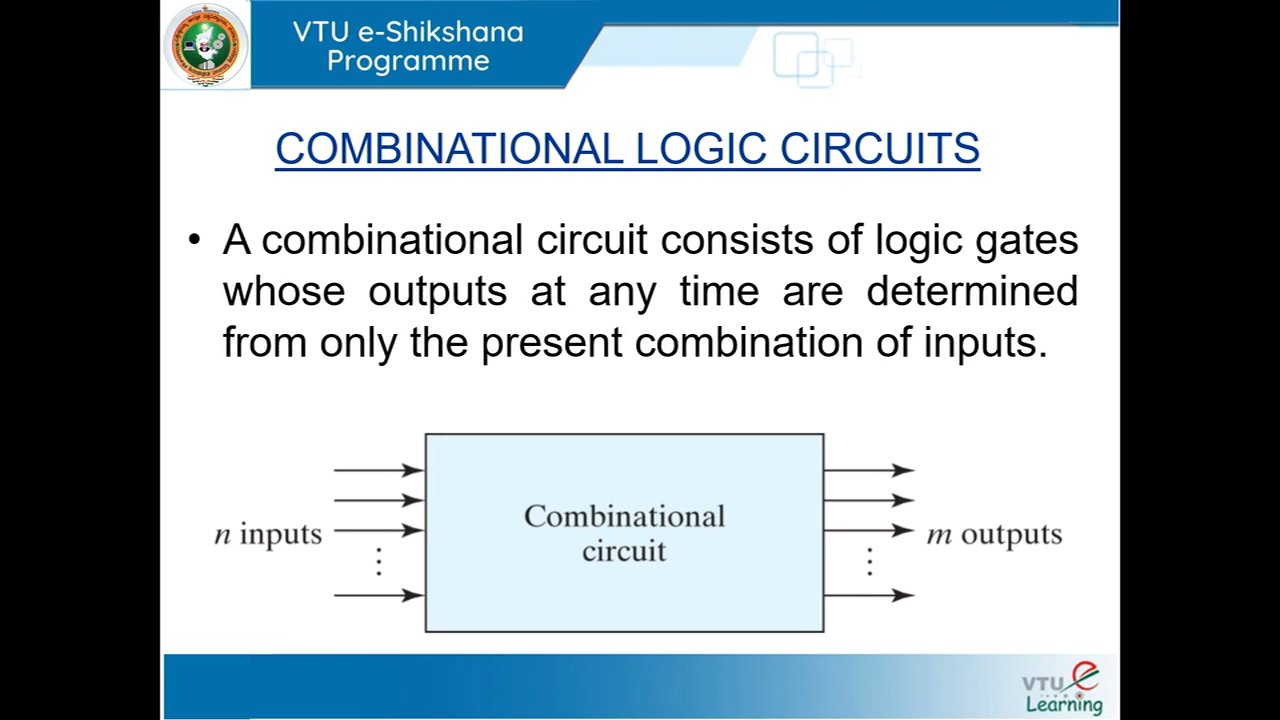 VTU e-Shikshana
Programme
COMBINATIONAL LOGIC CIRCUITS
• A combinational circuit consists of logic gates
whose outputs at any time are determined
from only the present combination of inputs.
n inputs
Combinational
circuit
m outputs
VTU e
Learning